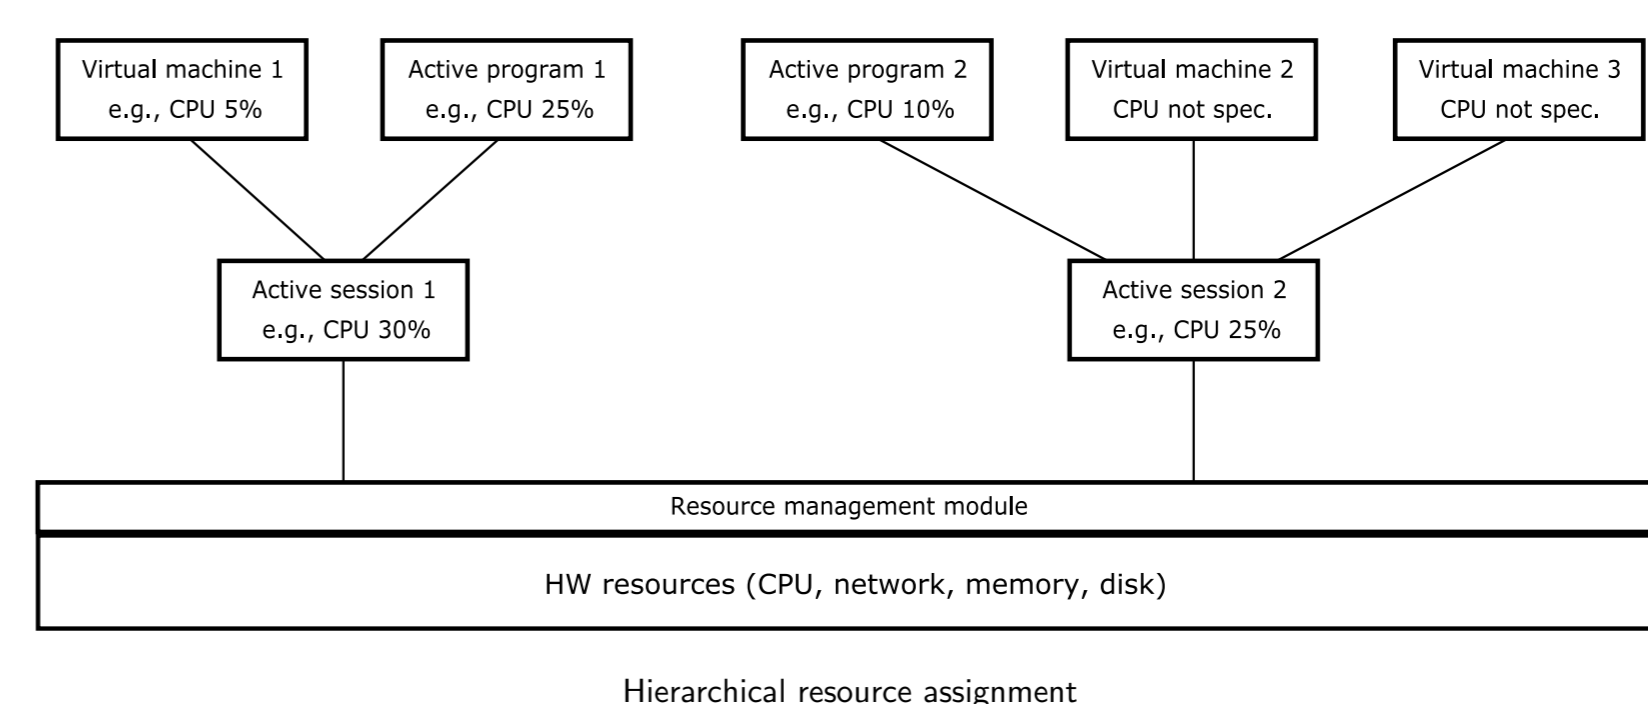 Virtual machine 1
e.g., CPU 5%
Active program 1
e.g., CPU 25%
Active program 2
e.g., CPU 10%
Virtual machine 2
CPU not spec.
Virtual machine 3
CPU not spec.
Active session 1
e.g., CPU 30%
Active session 2
e.g., CPU 25%
Resource management module
HW resources (CPU, network, memory, disk)
Hierarchical resource assignment